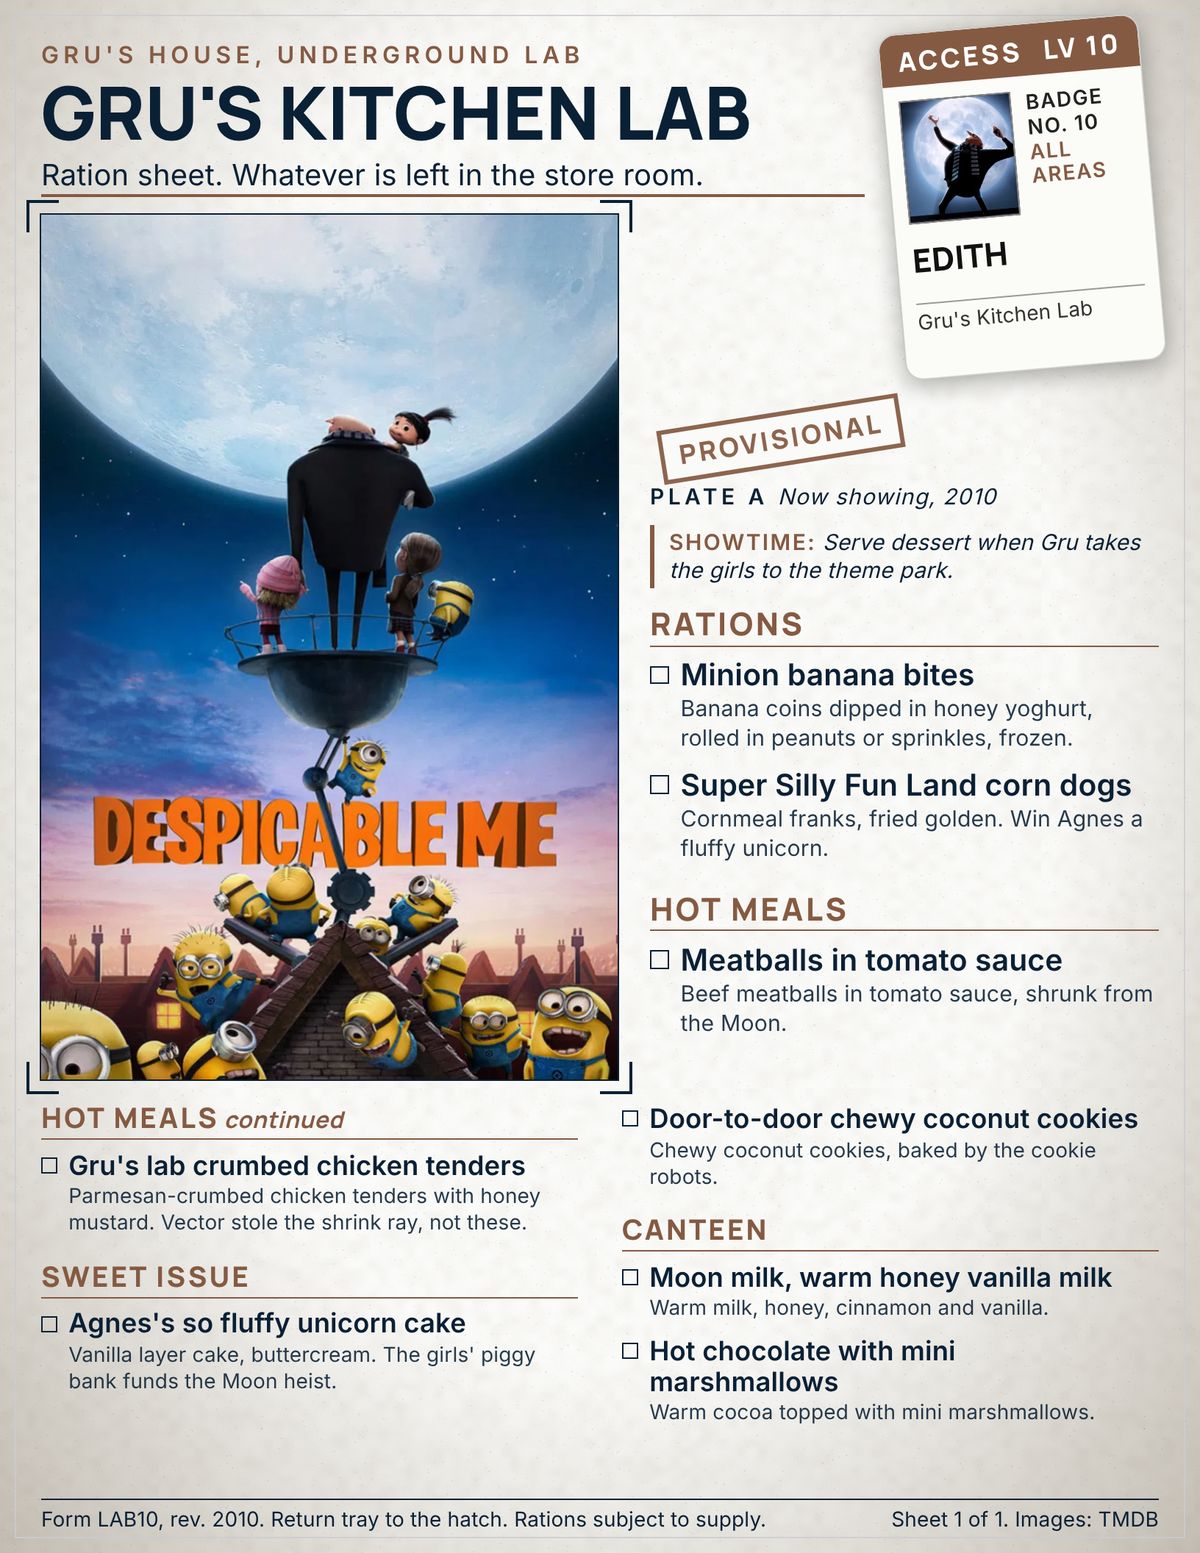 GRU'S HOUSE, UNDERGROUND LAB
GRU'S KITCHEN LAB
Ration sheet. Whatever is left in the store room.
ACCESS LV 10
BADGE
NO. 10
ALL
AREAS
EDITH
Gru's Kitchen Lab
DESPICABLE ME
PROVISIONAL
PLATE A Now showing, 2010
SHOWTIME: Serve dessert when Gru takes
the girls to the theme park.
RATIONS
Minion banana bites
Banana coins dipped in honey yoghurt,
rolled in peanuts or sprinkles, frozen.
Super Silly Fun Land corn dogs
Cornmeal franks, fried golden. Win Agnes a
fluffy unicorn.
HOT MEALS
Meatballs in tomato sauce
Beef meatballs in tomato sauce, shrunk from
the Moon.
HOT MEALS continued
Gru's lab crumbed chicken tenders
Parmesan-crumbed chicken tenders with honey
mustard. Vector stole the shrink ray, not these.
SWEET ISSUE
Agnes's so fluffy unicorn cake
Vanilla layer cake, buttercream. The girls' piggy
bank funds the Moon heist.
Door-to-door chewy coconut cookies
Chewy coconut cookies, baked by the cookie
robots.
CANTEEN
Moon milk, warm honey vanilla milk
Warm milk, honey, cinnamon and vanilla.
Hot chocolate with mini
marshmallows
Warm cocoa topped with mini marshmallows.
Form LAB10, rev. 2010. Return tray to the hatch. Rations subject to supply.
Sheet 1 of 1. Images: TMDB